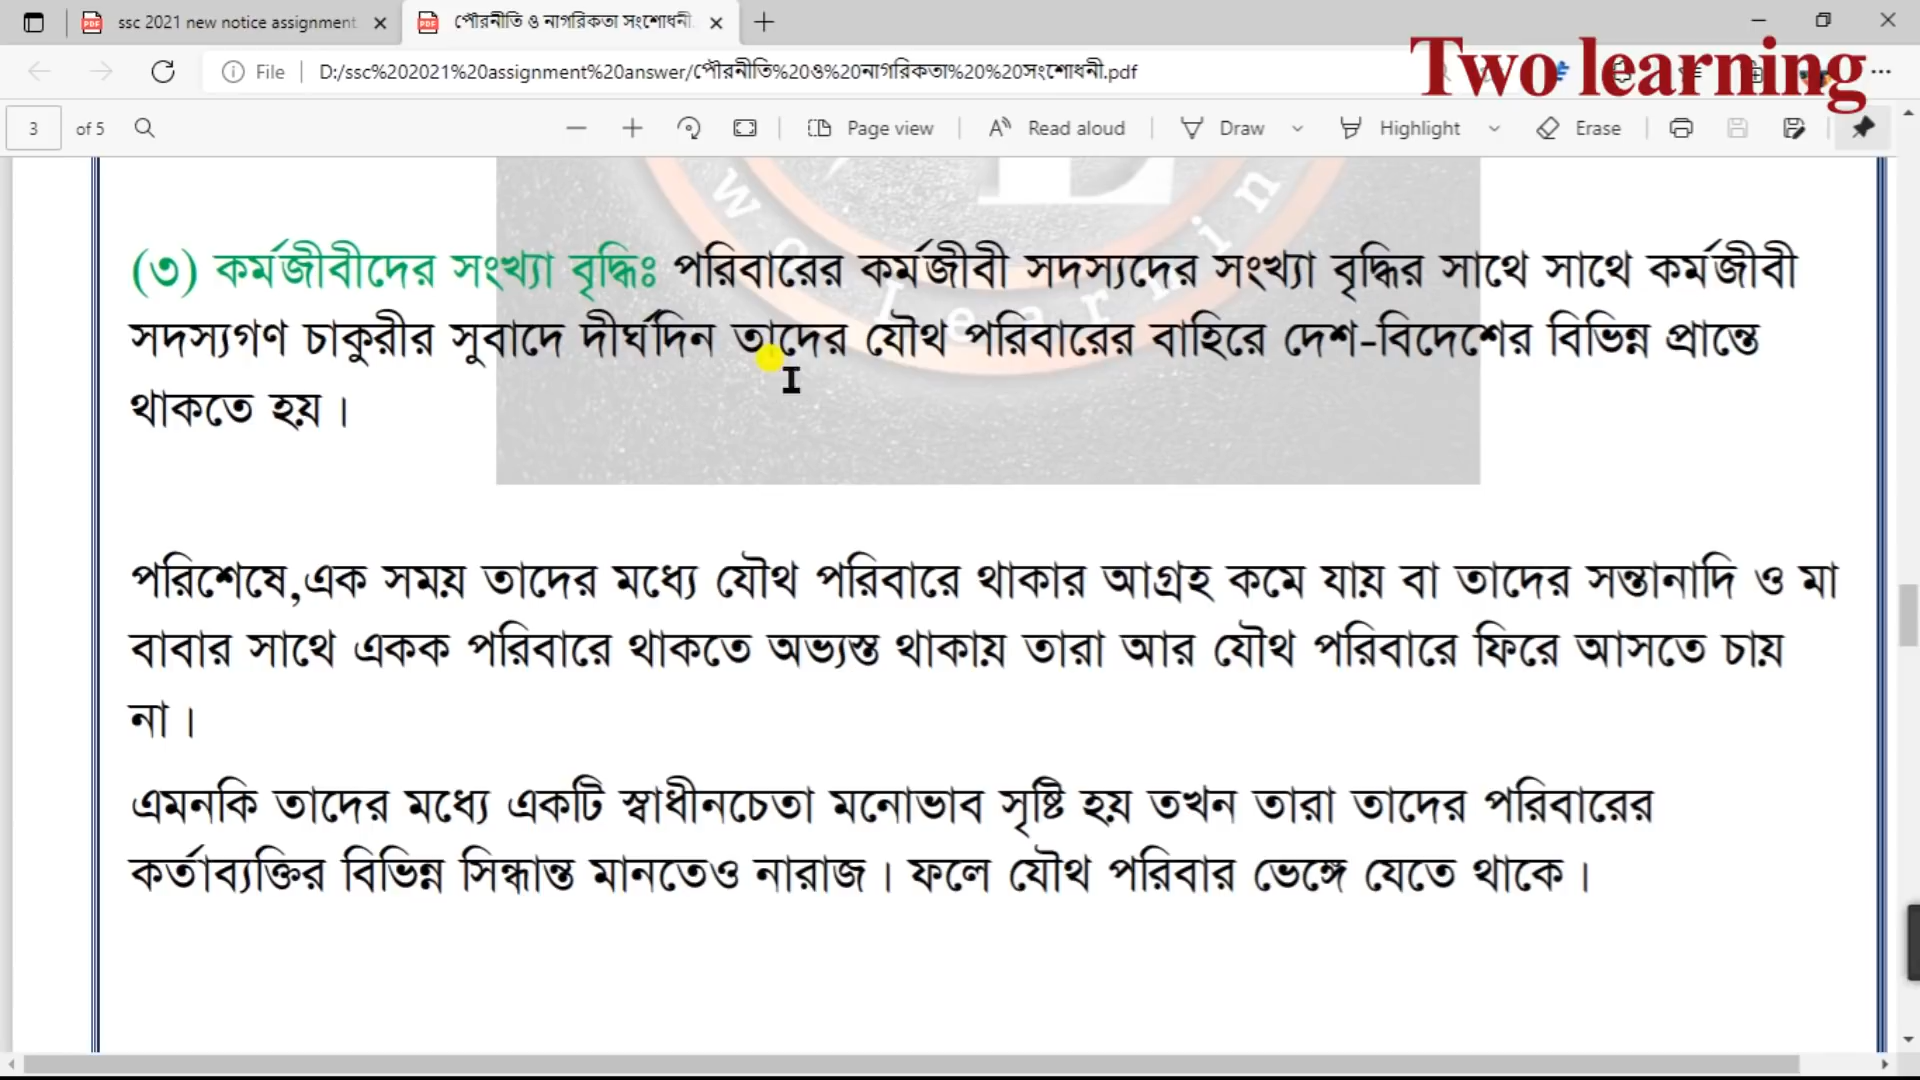 ssc 2021 new notice assignment
পৌরনীতি ও নাগরিকতা সংশোধনী.
File
D:/ssc%202021%20assignment%20answer/পৌরনীতি%20ও%20নাগরিকতা%20%20সংশোধনী.pdf
Two learning
3 of 5
Page view
Read aloud
Draw
Highlight
Erase
w o Learnin
(৩) কর্মজীবীদের সংখ্যা বৃদ্ধিঃ পরিবারের কর্মজীবী সদস্যদের সংখ্যা বৃদ্ধির সাথে সাথে কর্মজীবী
সদস্যগণ চাকুরীর সুবাদে দীর্ঘদিন তাদের যৌথ পরিবারের বাহিরে দেশ-বিদেশের বিভিন্ন প্রান্তে
থাকতে হয়।
পরিশেষে,এক সময় তাদের মধ্যে যৌথ পরিবারে থাকার আগ্রহ কমে যায় বা তাদের সন্তানাদি ও মা
বাবার সাথে একক পরিবারে থাকতে অভ্যস্ত থাকায় তারা আর যৌথ পরিবারে ফিরে আসতে চায়
না।
এমনকি তাদের মধ্যে একটি স্বাধীনচেতা মনোভাব সৃষ্টি হয় তখন তারা তাদের পরিবারের
কর্তাব্যক্তির বিভিন্ন সিন্ধান্ত মানতেও নারাজ। ফলে যৌথ পরিবার ভেঙ্গে যেতে থাকে।